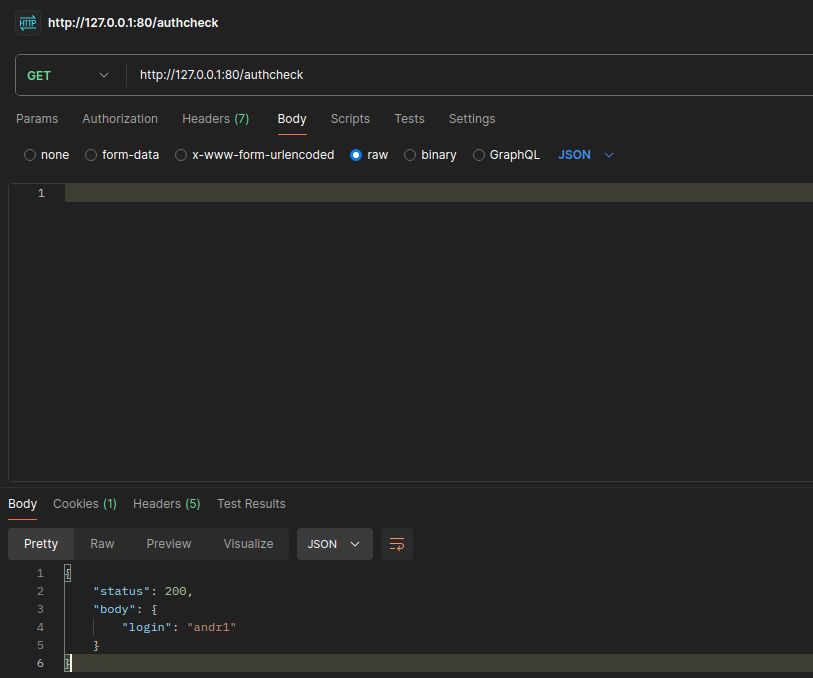 HTTP http://127.0.0.1:80/authcheck
GET http://127.0.0.1:80/authcheck
Params Authorization Headers (7) Body Scripts Tests Settings
none form-data x-www-form-urlencoded raw binary GraphQL JSON
1
Body Cookies (1) Headers (5) Test Results
Pretty Raw Preview Visualize JSON
1 {
2 "status": 200,
3 "body": {
4 "login": "andr1"
5 }
6 }